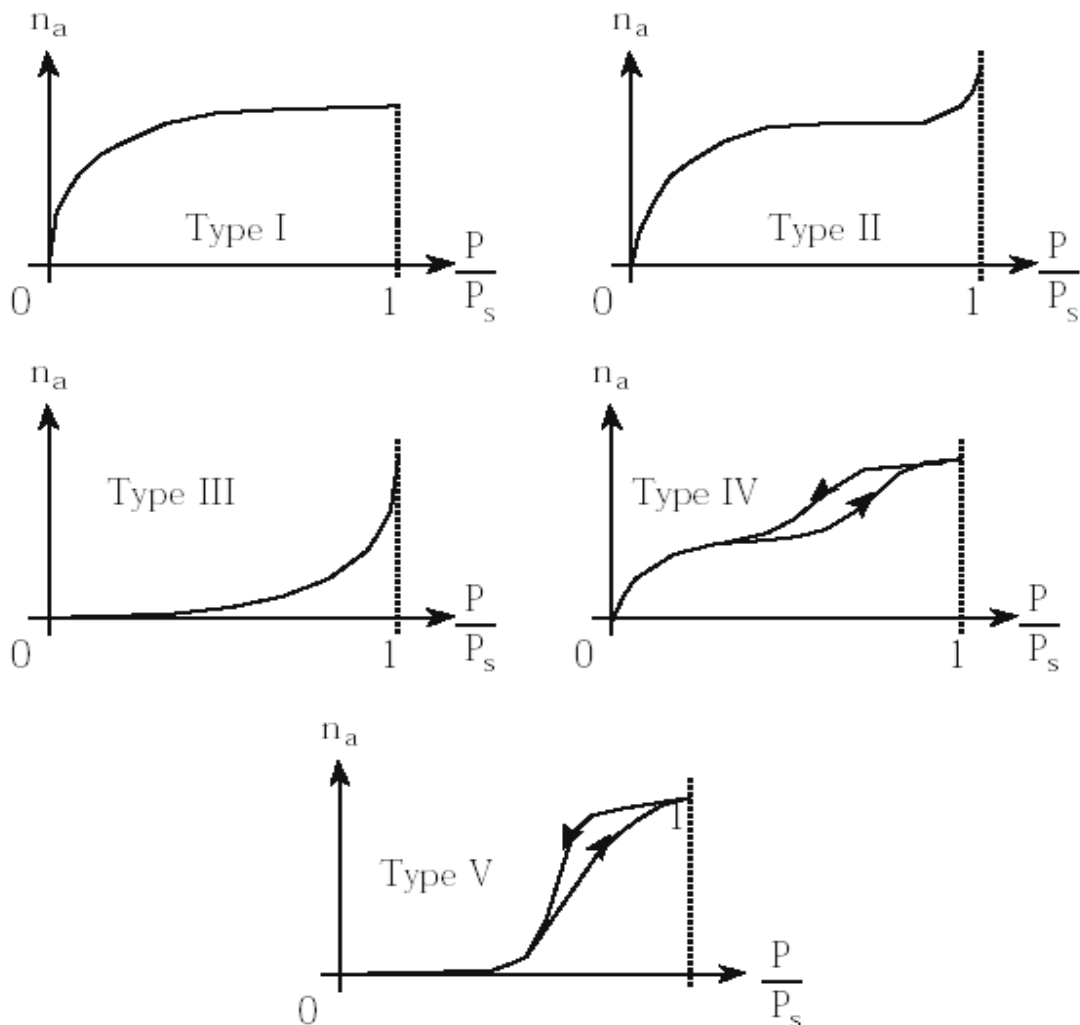 n_a n_a
Type I Type II
P/P_s P/P_s
0 1 0 1
n_a n_a
Type III Type IV
P/P_s P/P_s
0 1 0 1
n_a
1
Type V
P/P_s
0